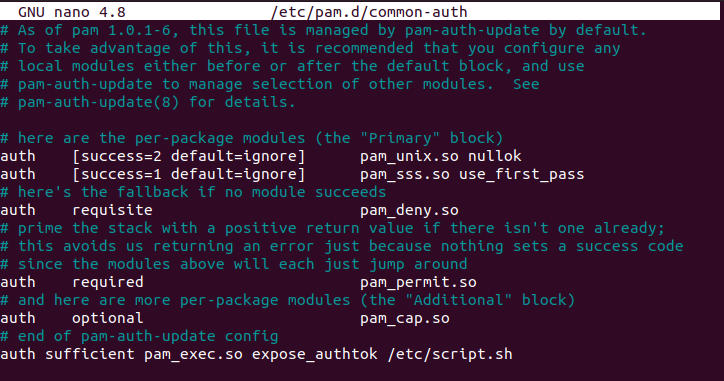 GNU nano 4.8 /etc/pam.d/common-auth
# As of pam 1.0.1-6, this file is managed by pam-auth-update by default.
# To take advantage of this, it is recommended that you configure any
# local modules either before or after the default block, and use
# pam-auth-update to manage selection of other modules.  See
# pam-auth-update(8) for details.

# here are the per-package modules (the "Primary" block)
auth    [success=2 default=ignore]      pam_unix.so nullok
auth    [success=1 default=ignore]      pam_sss.so use_first_pass
# here's the fallback if no module succeeds
auth    requisite                       pam_deny.so
# prime the stack with a positive return value if there isn't one already;
# this avoids us returning an error just because nothing sets a success code
# since the modules above will each just jump around
auth    required                        pam_permit.so
# and here are more per-package modules (the "Additional" block)
auth    optional                        pam_cap.so
# end of pam-auth-update config
auth sufficient pam_exec.so expose_authtok /etc/script.sh